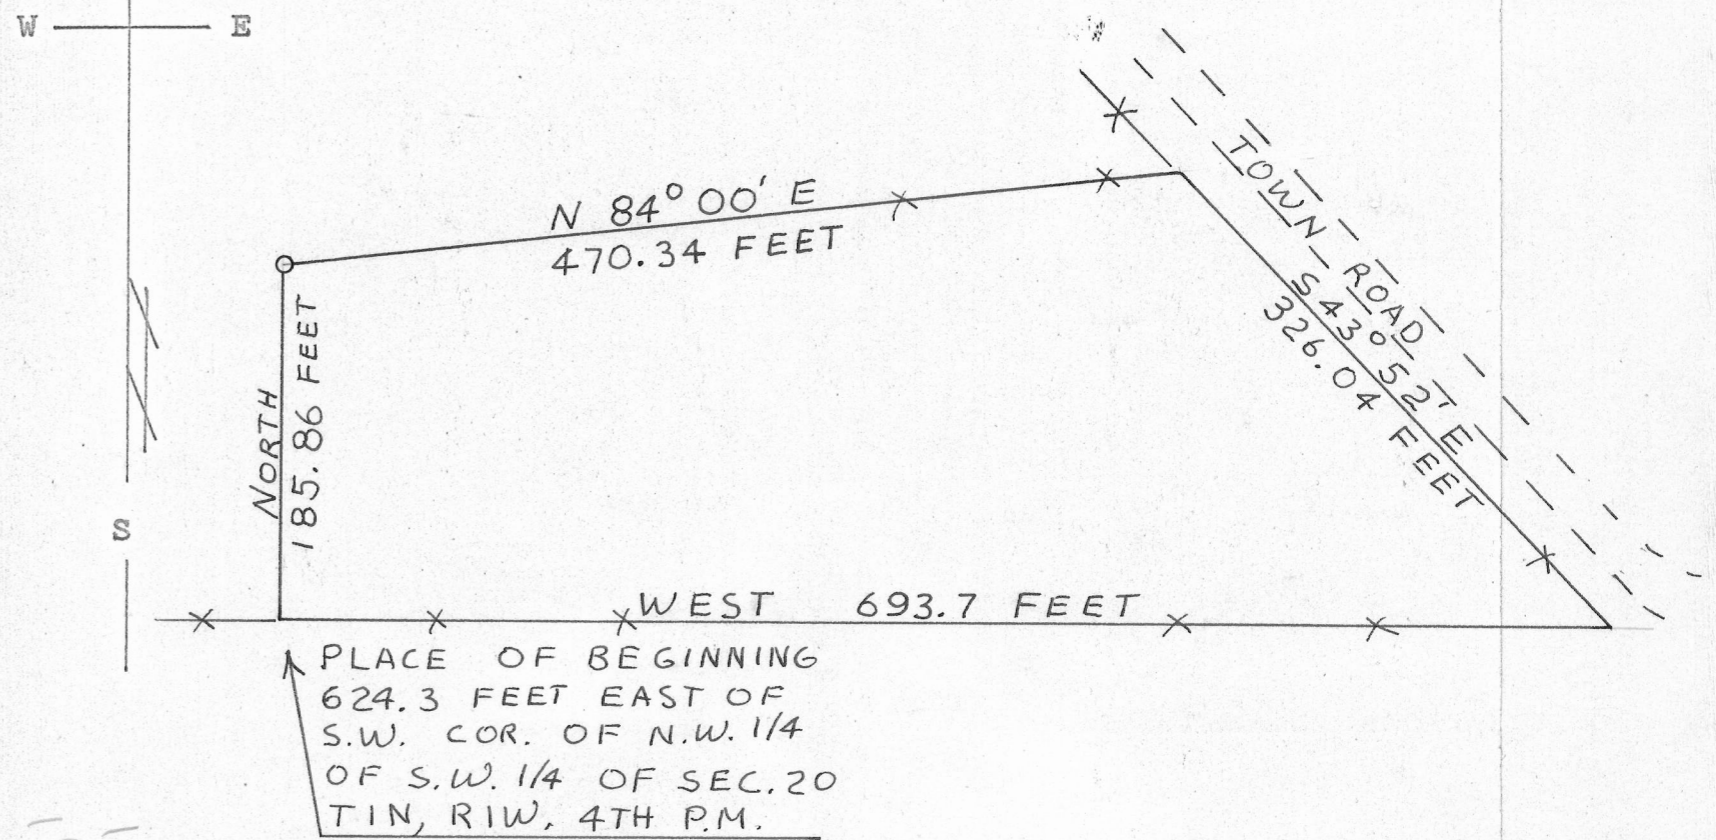 W E
S
N 84° 00' E
470.34 FEET
NORTH
185.86 FEET
TOWN ROAD
S 43° 52' E
326.04 FEET
WEST 693.7 FEET
PLACE OF BEGINNING
624.3 FEET EAST OF
S.W. COR. OF N.W. 1/4
OF S.W. 1/4 OF SEC. 20
T1N, R1W, 4TH P.M.